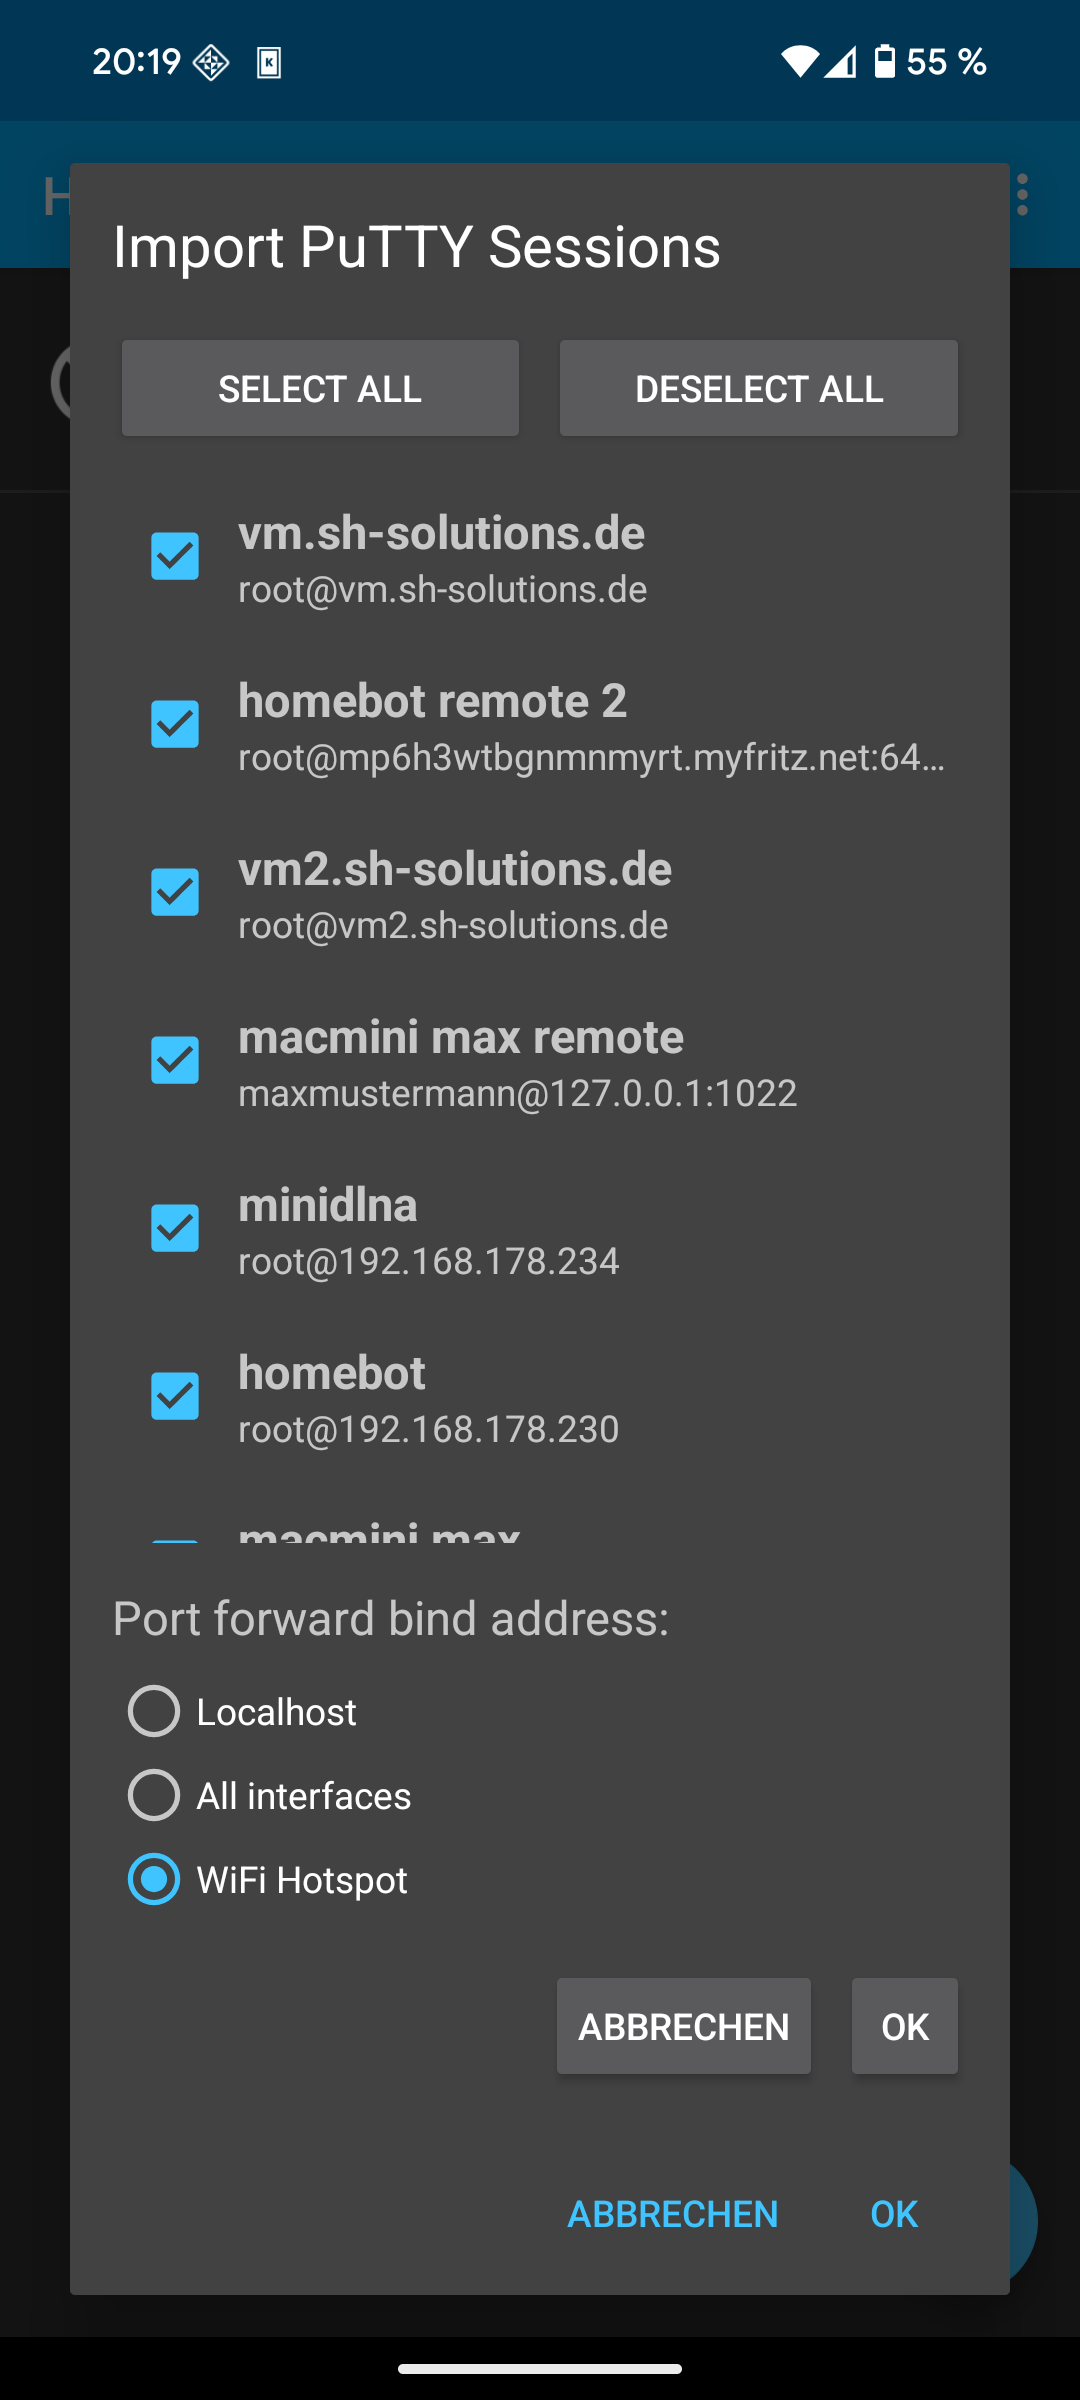 20:19 K 55 %
H
Import PuTTY Sessions
SELECT ALL DESELECT ALL
vm.sh-solutions.de
root@vm.sh-solutions.de
homebot remote 2
root@mp6h3wtbgnmnmyrt.myfritz.net:64…
vm2.sh-solutions.de
root@vm2.sh-solutions.de
macmini max remote
maxmustermann@127.0.0.1:1022
minidlna
root@192.168.178.234
homebot
root@192.168.178.230
macmini max
Port forward bind address:
Localhost
All interfaces
WiFi Hotspot
ABBRECHEN OK
ABBRECHEN OK